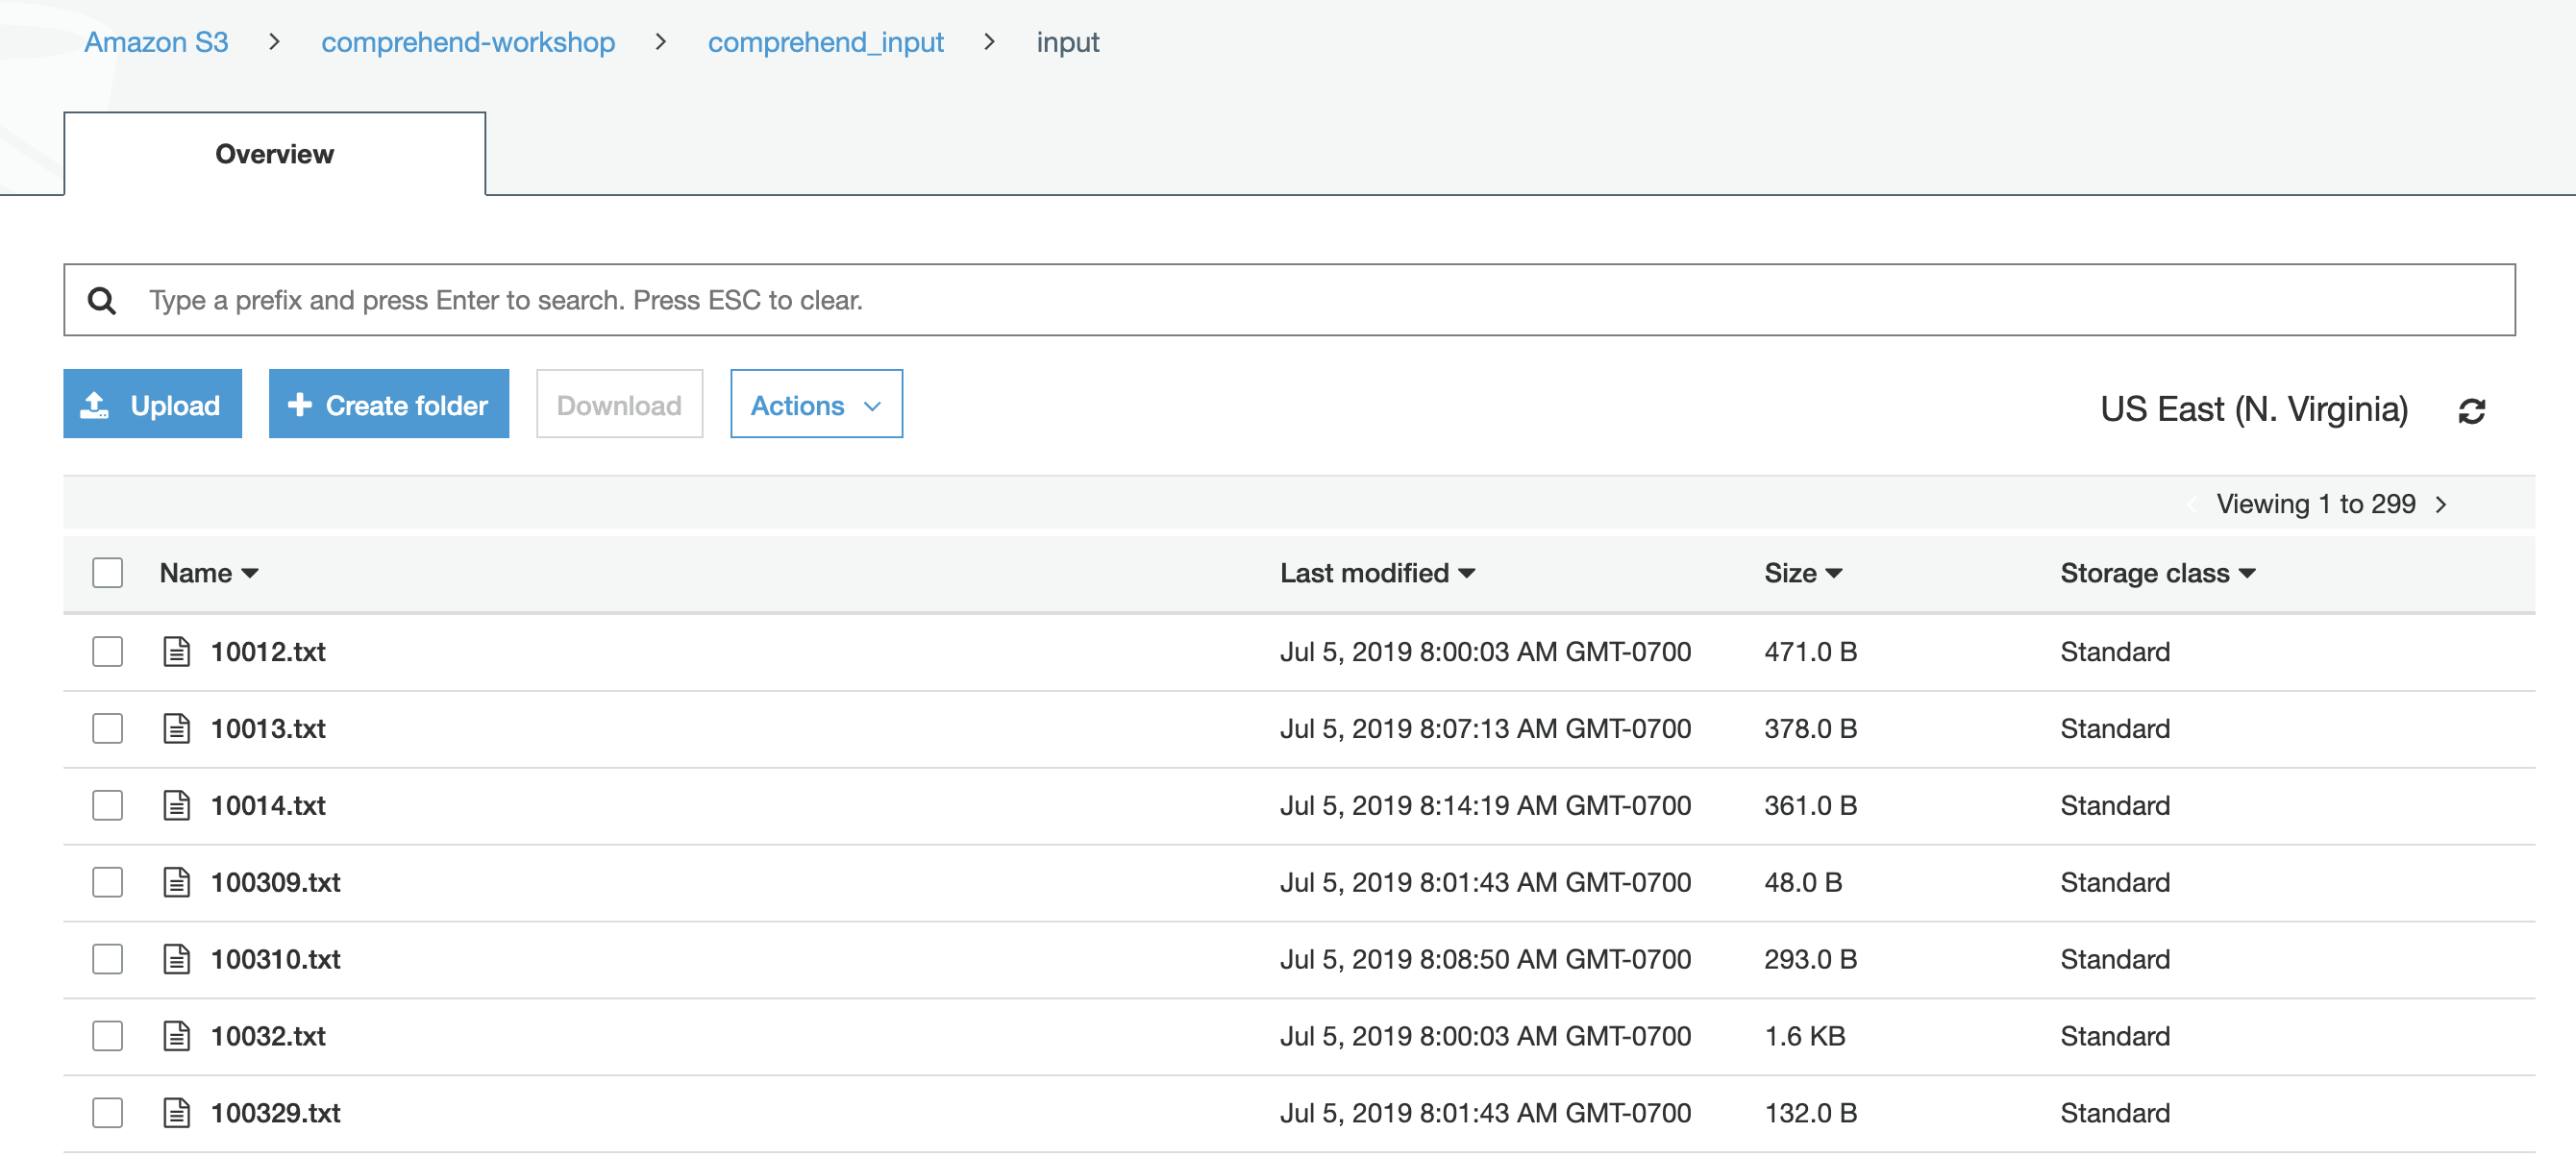 Amazon S3 > comprehend-workshop > comprehend_input > input
Overview
Type a prefix and press Enter to search. Press ESC to clear.
Upload + Create folder Download Actions US East (N. Virginia)
Viewing 1 to 299
Name Last modified Size Storage class
10012.txt Jul 5, 2019 8:00:03 AM GMT-0700 471.0 B Standard
10013.txt Jul 5, 2019 8:07:13 AM GMT-0700 378.0 B Standard
10014.txt Jul 5, 2019 8:14:19 AM GMT-0700 361.0 B Standard
100309.txt Jul 5, 2019 8:01:43 AM GMT-0700 48.0 B Standard
100310.txt Jul 5, 2019 8:08:50 AM GMT-0700 293.0 B Standard
10032.txt Jul 5, 2019 8:00:03 AM GMT-0700 1.6 KB Standard
100329.txt Jul 5, 2019 8:01:43 AM GMT-0700 132.0 B Standard